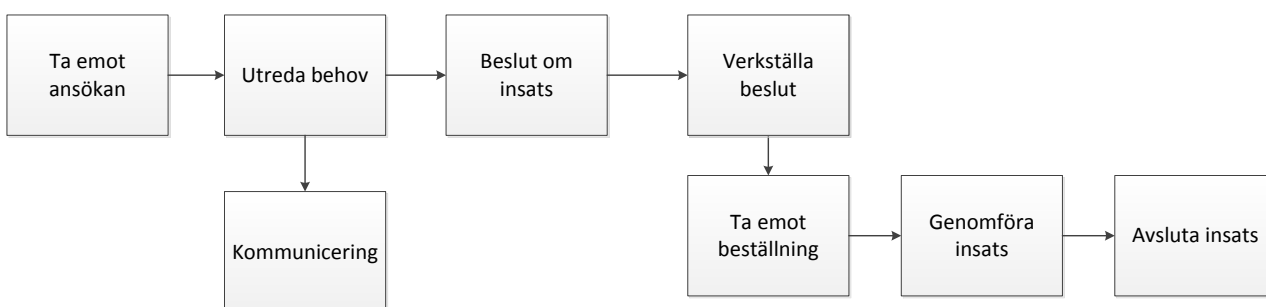 Ta emot
ansökan
Utreda behov
Beslut om
insats
Verkställa
beslut
Kommunicering
Ta emot
beställning
Genomföra
insats
Avsluta insats